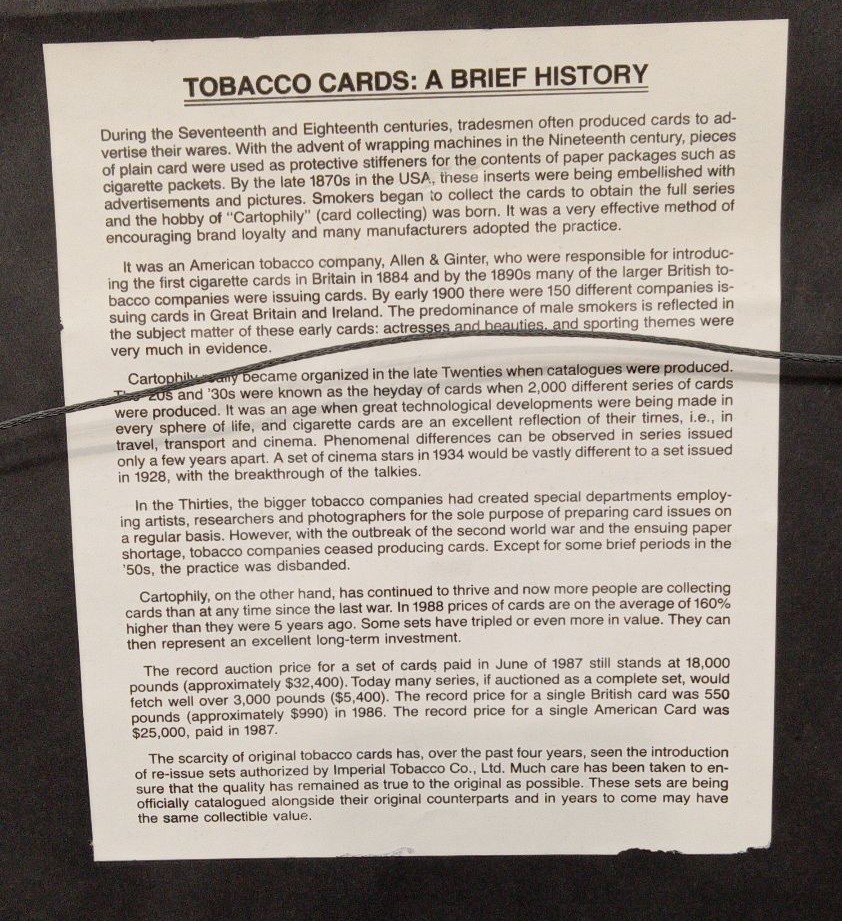 TOBACCO CARDS: A BRIEF HISTORY
During the Seventeenth and Eighteenth centuries, tradesmen often produced cards to ad-
vertise their wares. With the advent of wrapping machines in the Nineteenth century, pieces
of plain card were used as protective stiffeners for the contents of paper packages such as
cigarette packets. By the late 1870s in the USA, these inserts were being embellished with
advertisements and pictures. Smokers began to collect the cards to obtain the full series
and the hobby of "Cartophily" (card collecting) was born. It was a very effective method of
encouraging brand loyalty and many manufacturers adopted the practice.
It was an American tobacco company, Allen & Ginter, who were responsible for introduc-
ing the first cigarette cards in Britain in 1884 and by the 1890s many of the larger British to-
bacco companies were issuing cards. By early 1900 there were 150 different companies is-
suing cards in Great Britain and Ireland. The predominance of male smokers is reflected in
the subject matter of these early cards: actresses and beauties, and sporting themes were
very much in evidence.
Cartophily became organized in the late Twenties when catalogues were produced.
20s and '30s were known as the heyday of cards when 2,000 different series of cards
were produced. It was an age when great technological developments were being made in
every sphere of life, and cigarette cards are an excellent reflection of their times, i.e., in
travel, transport and cinema. Phenomenal differences can be observed in series issued
only a few years apart. A set of cinema stars in 1934 would be vastly different to a set issued
in 1928, with the breakthrough of the talkies.
In the Thirties, the bigger tobacco companies had created special departments employ-
ing artists, researchers and photographers for the sole purpose of preparing card issues on
a regular basis. However, with the outbreak of the second world war and the ensuing paper
shortage, tobacco companies ceased producing cards. Except for some brief periods in the
'50s, the practice was disbanded.
Cartophily, on the other hand, has continued to thrive and now more people are collecting
cards than at any time since the last war. In 1988 prices of cards are on the average of 160%
higher than they were 5 years ago. Some sets have tripled or even more in value. They can
then represent an excellent long-term investment.
The record auction price for a set of cards paid in June of 1987 still stands at 18,000
pounds (approximately $32,400). Today many series, if auctioned as a complete set, would
fetch well over 3,000 pounds ($5,400). The record price for a single British card was 550
pounds (approximately $990) in 1986. The record price for a single American Card was
$25,000, paid in 1987.
The scarcity of original tobacco cards has, over the past four years, seen the introduction
of re-issue sets authorized by Imperial Tobacco Co., Ltd. Much care has been taken to en-
sure that the quality has remained as true to the original as possible. These sets are being
officially catalogued alongside their original counterparts and in years to come may have
the same collectible value.